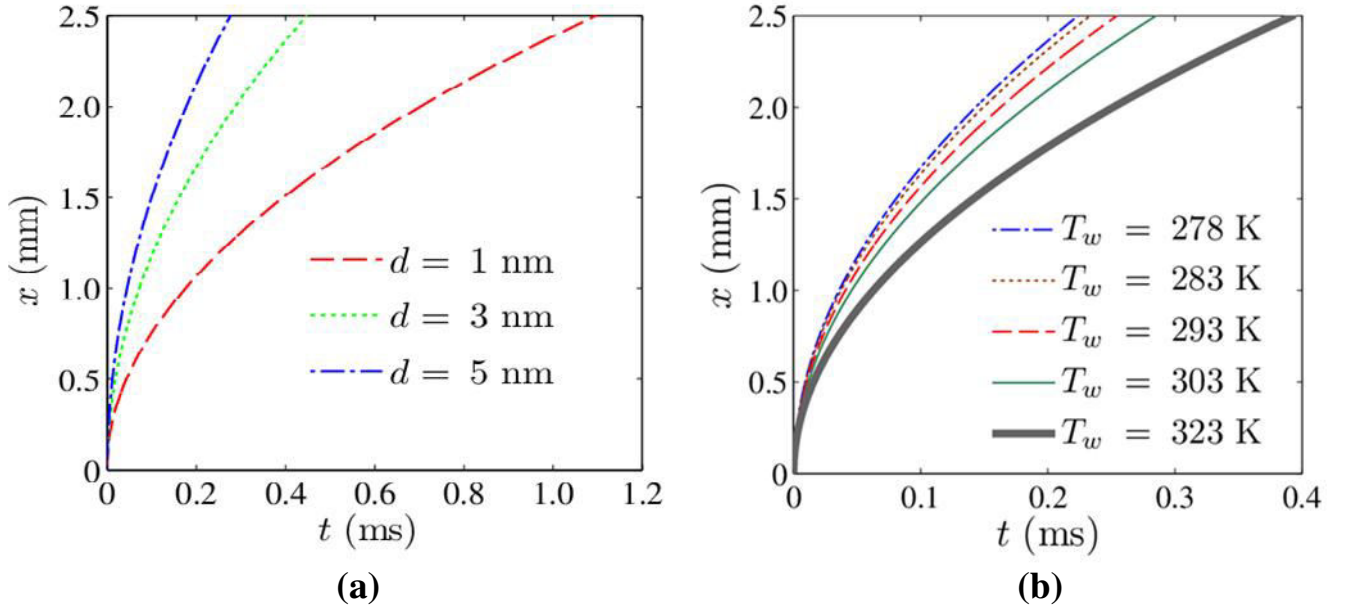 2.5
2.0
1.5
1.0
0.5
0
x (mm)
d = 1 nm
d = 3 nm
d = 5 nm
0 0.2 0.4 0.6 0.8 1.0 1.2
t (ms)
(a)
2.5
2.0
1.5
1.0
0.5
0
x (mm)
T_w = 278 K
T_w = 283 K
T_w = 293 K
T_w = 303 K
T_w = 323 K
0 0.1 0.2 0.3 0.4
t (ms)
(b)